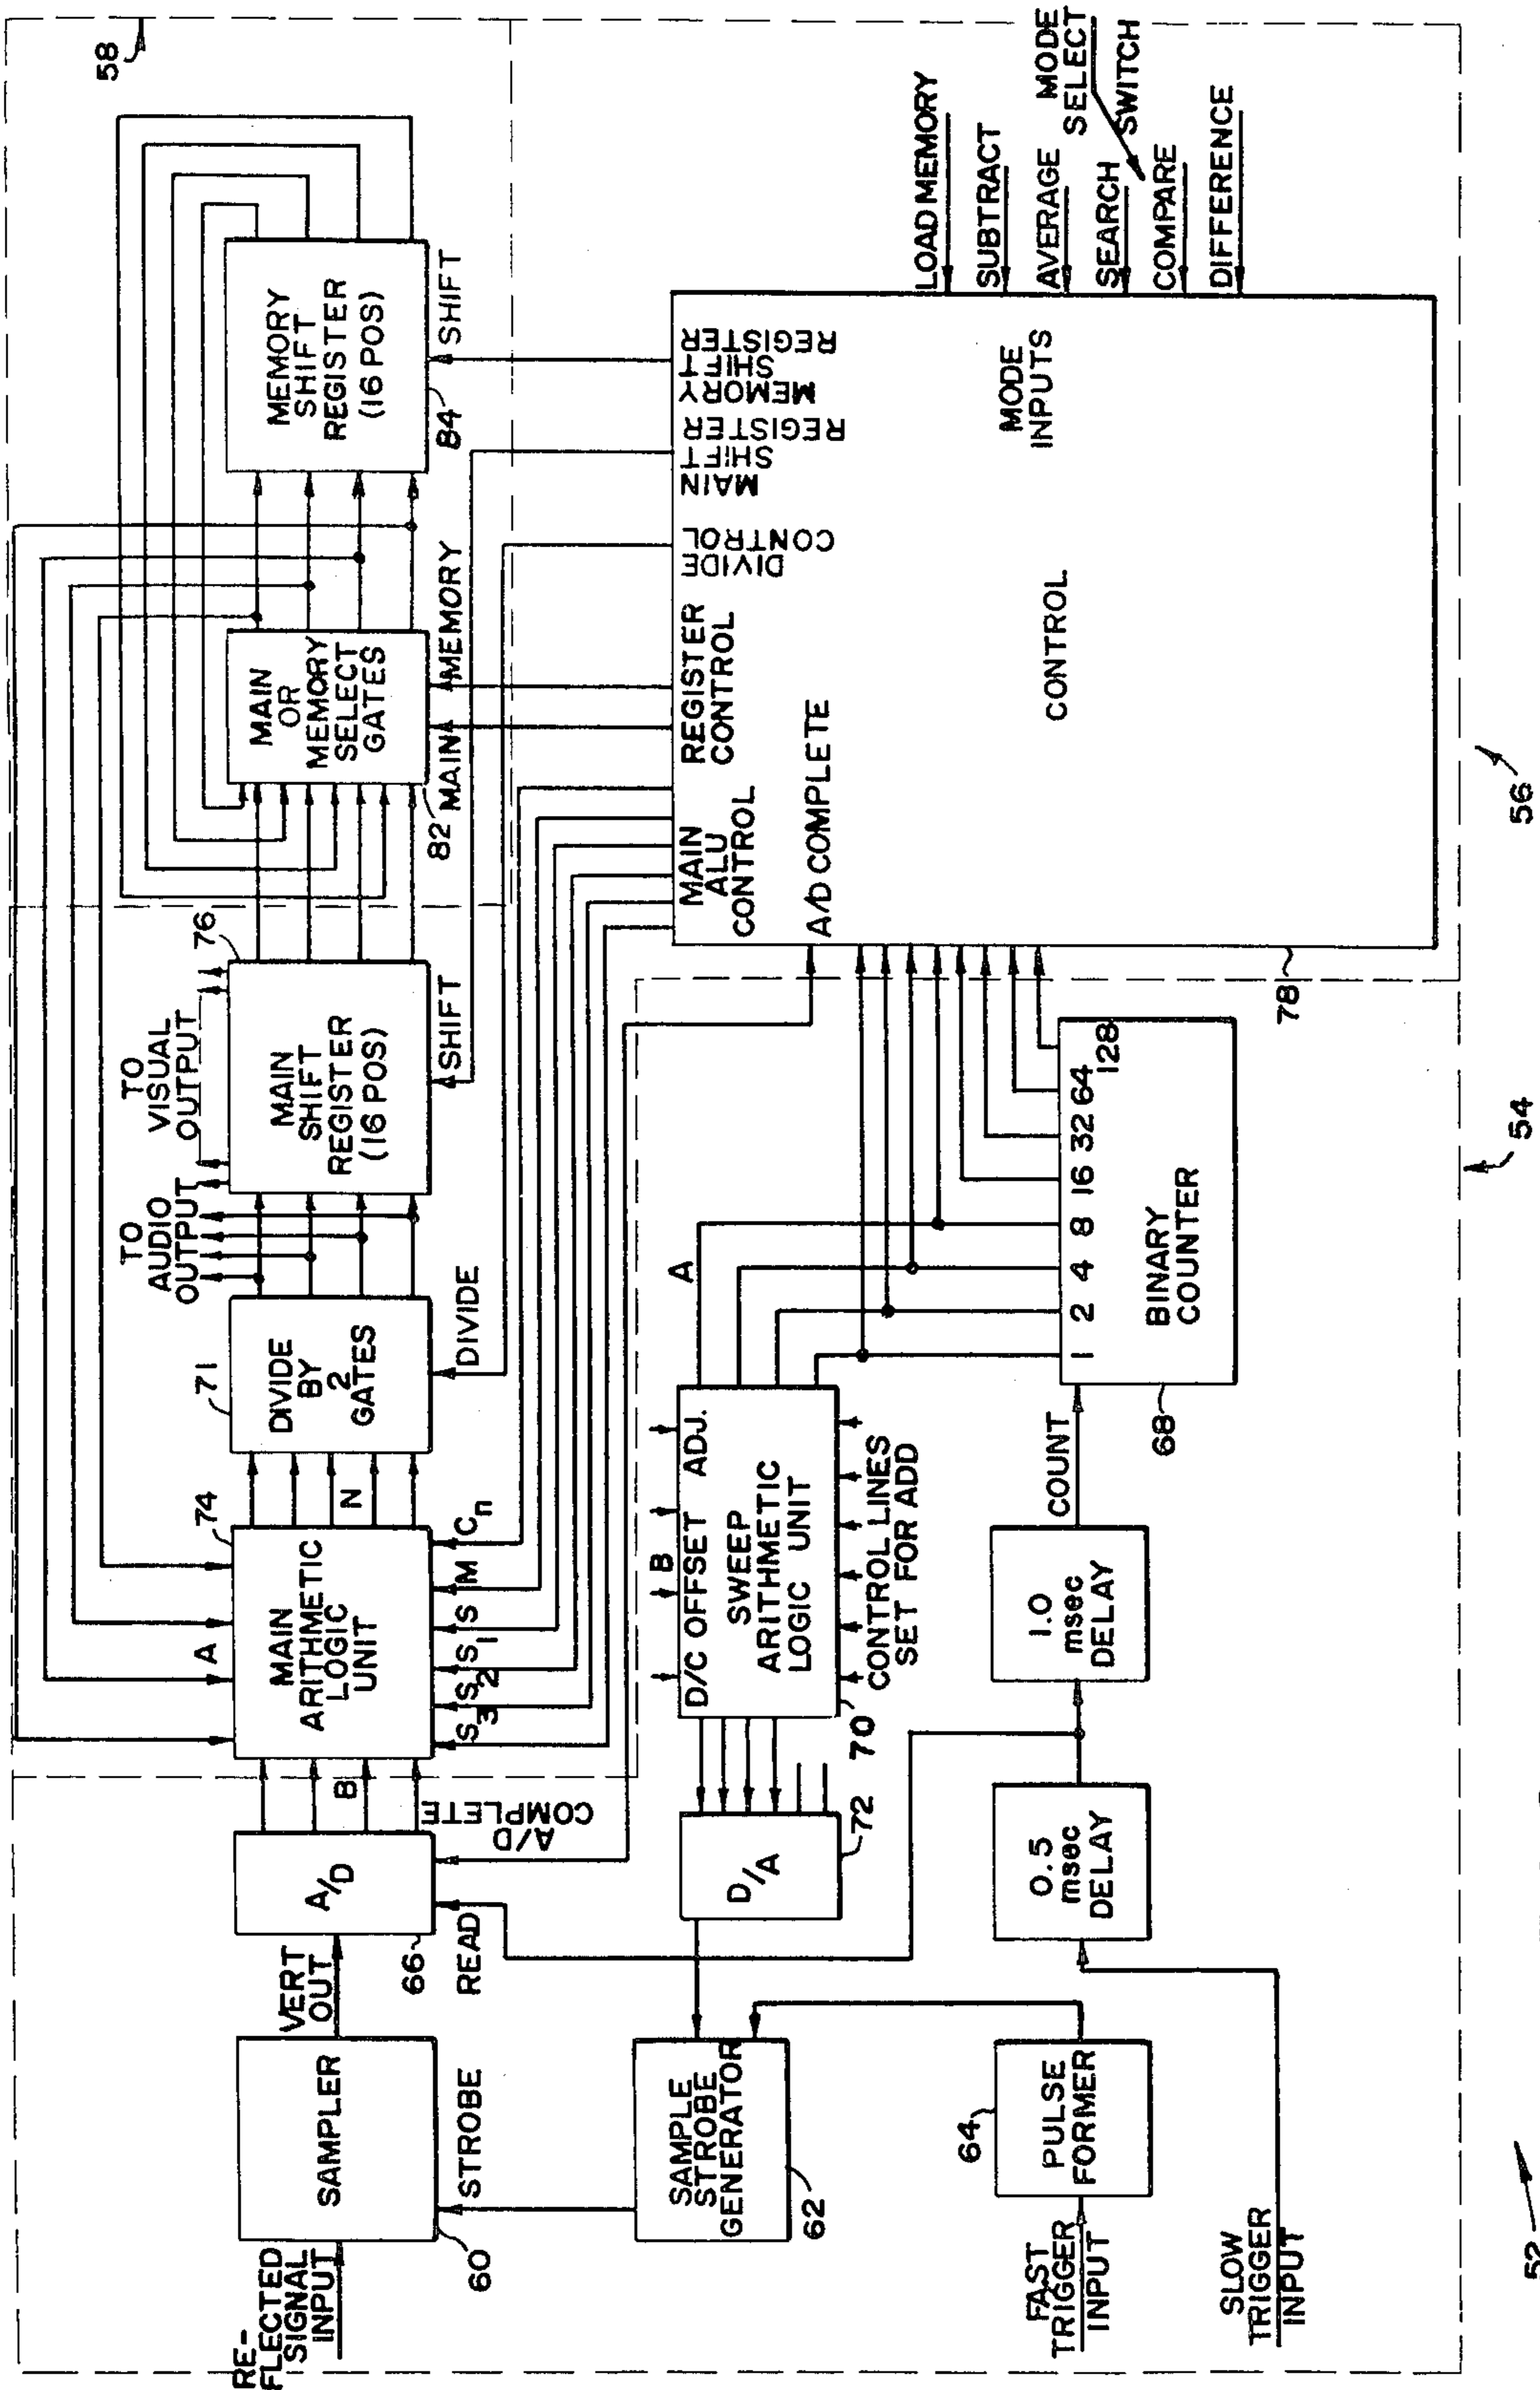 RE-
FLECTED
SIGNAL
INPUT
SAMPLER
60
STROBE
VERT
OUT
A/D
66
READ
A/D
COMPLETE
B
MAIN
ARITHMETIC
LOGIC
UNIT
74
A
S3
S2
S1
S
M
Cn
N
DIVIDE
BY
2
GATES
71
DIVIDE
TO
AUDIO
OUTPUT
TO
VISUAL
OUTPUT
MAIN
SHIFT
REGISTER
(16 POS)
76
SHIFT
MAIN
OR
MEMORY
SELECT
GATES
82
MAIN
MEMORY
MEMORY
SHIFT
REGISTER
(16 POS)
84
SHIFT
58
SAMPLE
STROBE
GENERATOR
62
D/A
72
D/C OFFSET ADJ.
B
SWEEP
ARITHMETIC
LOGIC UNIT
70
CONTROL LINES
SET FOR ADD
A
MAIN
ALU
CONTROL
REGISTER
CONTROL
DIVIDE
CONTROL
MAIN
SHIFT
REGISTER
MEMORY
SHIFT
REGISTER
A/D COMPLETE
CONTROL
MODE
INPUTS
78
LOAD MEMORY
SUBTRACT
AVERAGE
SEARCH
COMPARE
DIFFERENCE
MODE
SELECT
SWITCH
FAST
TRIGGER
INPUT
PULSE
FORMER
64
SLOW
TRIGGER
INPUT
0.5
msec
DELAY
1.0
msec
DELAY
COUNT
68
1 2 4 8 16 32 64 128
BINARY
COUNTER
52
54
56